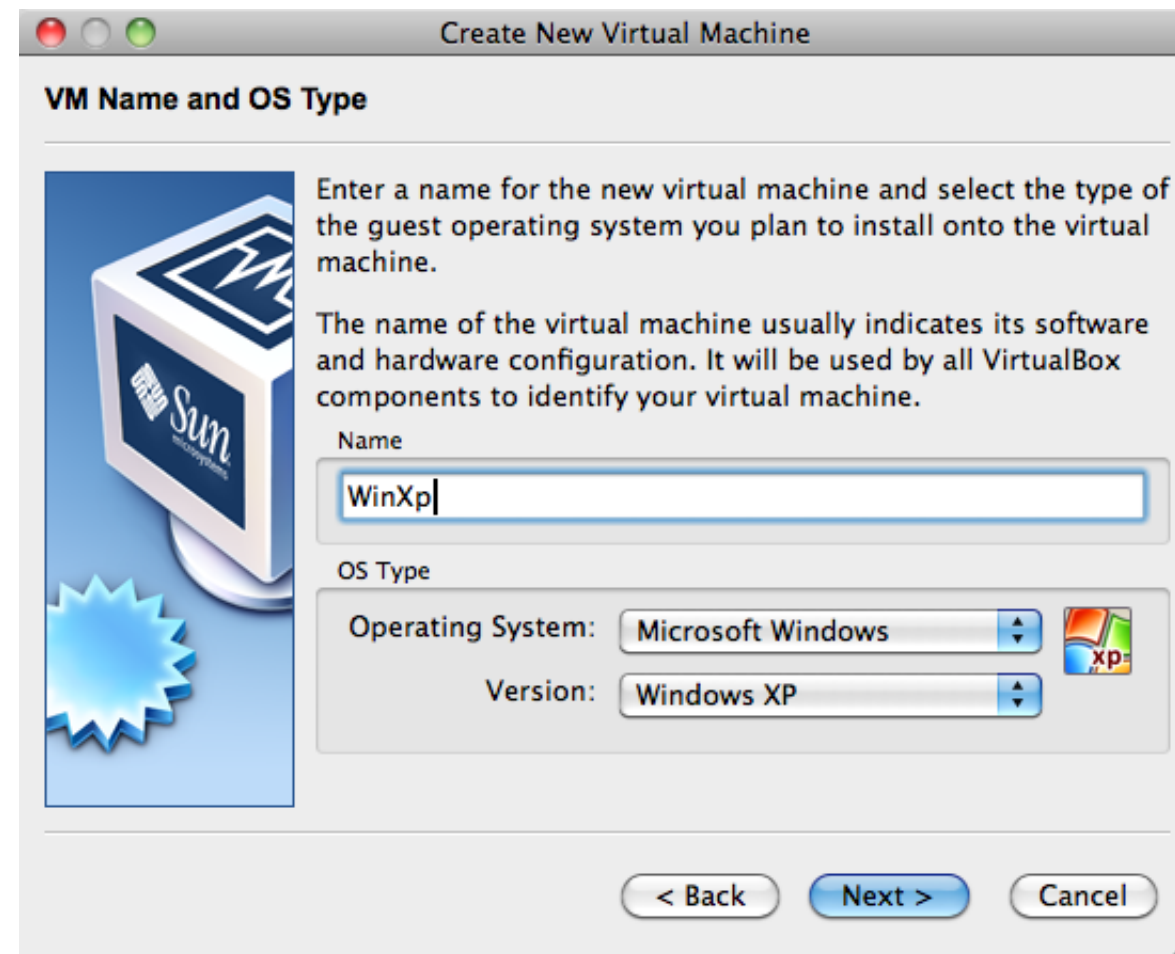 Create New Virtual Machine
VM Name and OS Type
Enter a name for the new virtual machine and select the type of
the guest operating system you plan to install onto the virtual
machine.
The name of the virtual machine usually indicates its software
and hardware configuration. It will be used by all VirtualBox
components to identify your virtual machine.
Sun
microsystems
Name
WinXp
OS Type
Operating System: Microsoft Windows
xp
Version: Windows XP
< Back Next > Cancel